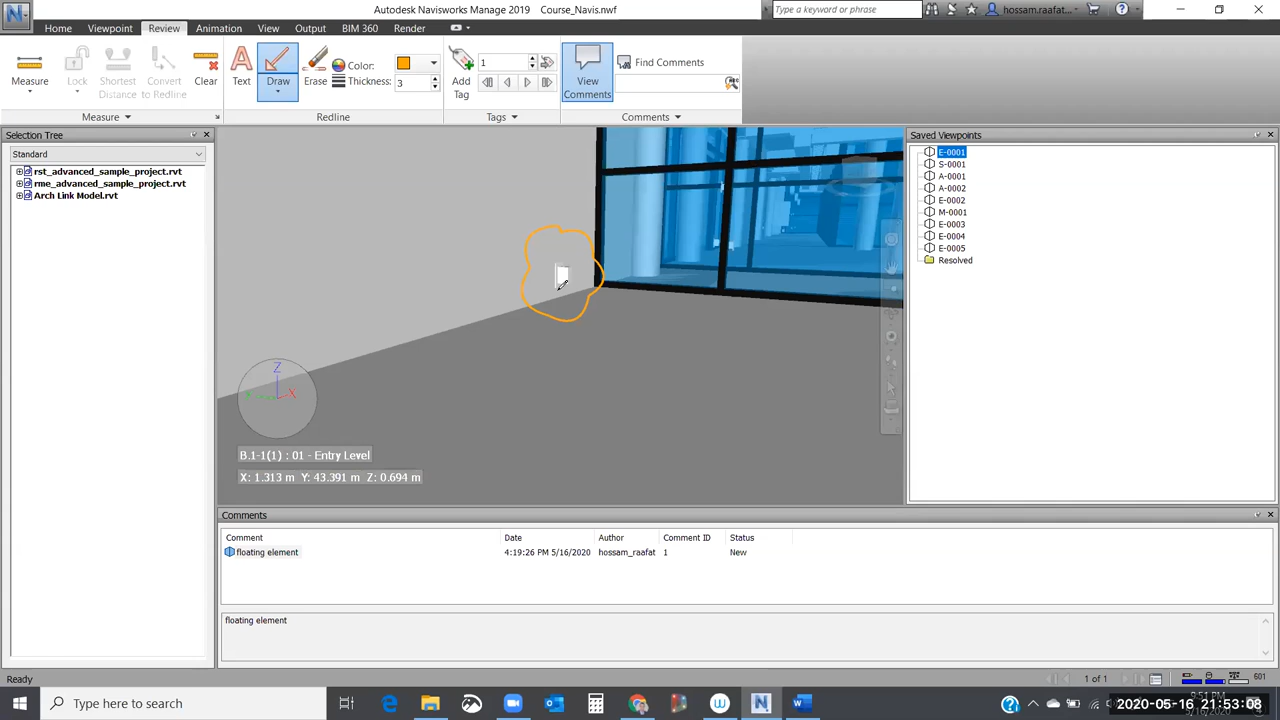 Autodesk Navisworks Manage 2019 Course_Navis.nwf
Type a keyword or phrase
hossam.raafat...
Home Viewpoint Review Animation View Output BIM 360 Render
Measure
Lock
Shortest Distance
Convert to Redline
Clear
Text
Draw
Erase
Color:
Thickness: 3
Add Tag
1
View Comments
Find Comments
Measure Redline Tags Comments
Selection Tree
Standard
rst_advanced_sample_project.rvt
rme_advanced_sample_project.rvt
Arch Link Model.rvt
Z
X
B.1-1(1) : 01 - Entry Level
X: 1.313 m Y: 43.391 m Z: 0.694 m
Saved Viewpoints
E-0001
S-0001
A-0001
A-0002
E-0002
M-0001
E-0003
E-0004
E-0005
Resolved
Comments
Comment Date Author Comment ID Status
floating element 4:19:26 PM 5/16/2020 hossam_raafat 1 New
floating element
Ready
1 of 1
601
Type here to search
2020-05-16 21:53:08